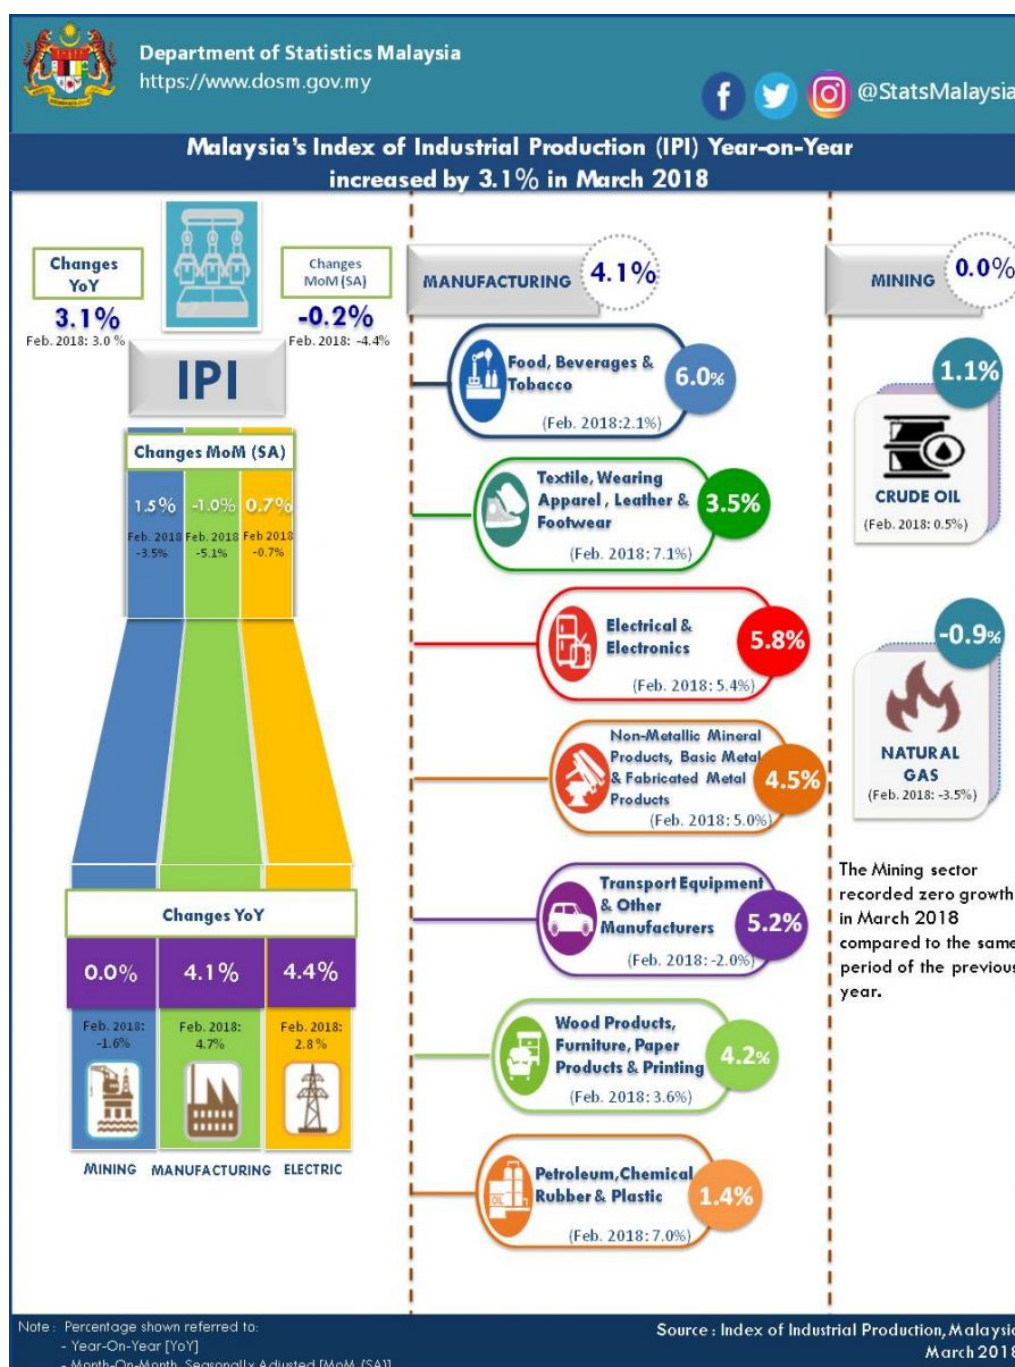 Department of Statistics Malaysia
https://www.dosm.gov.my
@StatsMalaysia
Malaysia's Index of Industrial Production (IPI) Year-on-Year
increased by 3.1% in March 2018
Changes
YoY
3.1%
Feb. 2018: 3.0 %
Changes
MoM (SA)
-0.2%
Feb. 2018: -4.4%
IPI
Changes MoM (SA)
1.5% -1.0% 0.7%
Feb. 2018 Feb. 2018 Feb 2018
-3.5% -5.1% -0.7%
Changes YoY
0.0% 4.1% 4.4%
Feb. 2018: Feb. 2018: Feb. 2018:
-1.6% 4.7% 2.8 %
MINING MANUFACTURING ELECTRIC
MANUFACTURING 4.1%
Food, Beverages &
Tobacco
6.0%
(Feb. 2018:2.1%)
Textile, Wearing
Apparel , Leather &
Footwear
3.5%
(Feb. 2018: 7.1%)
Electrical &
Electronics
5.8%
(Feb. 2018: 5.4%)
Non-Metallic Mineral
Products, Basic Metal
& Fabricated Metal
Products
4.5%
(Feb. 2018: 5.0%)
Transport Equipment
& Other
Manufacturers
5.2%
(Feb. 2018: -2.0%)
Wood Products,
Furniture, Paper
Products & Printing
4.2%
(Feb. 2018: 3.6%)
Petroleum,Chemical
Rubber & Plastic
OIL
1.4%
(Feb. 2018: 7.0%)
MINING 0.0%
1.1%
CRUDE OIL
(Feb. 2018: 0.5%)
-0.9%
NATURAL
GAS
(Feb. 2018: -3.5%)
The Mining sector
recorded zero growth
in March 2018
compared to the same
period of the previous
year.
Note : Percentage shown referred to:
- Year-On-Year [YoY]
- Month-On-Month, Seasonally Adjusted [MoM (SA)]
Source : Index of Industrial Production, Malaysia
March 2018